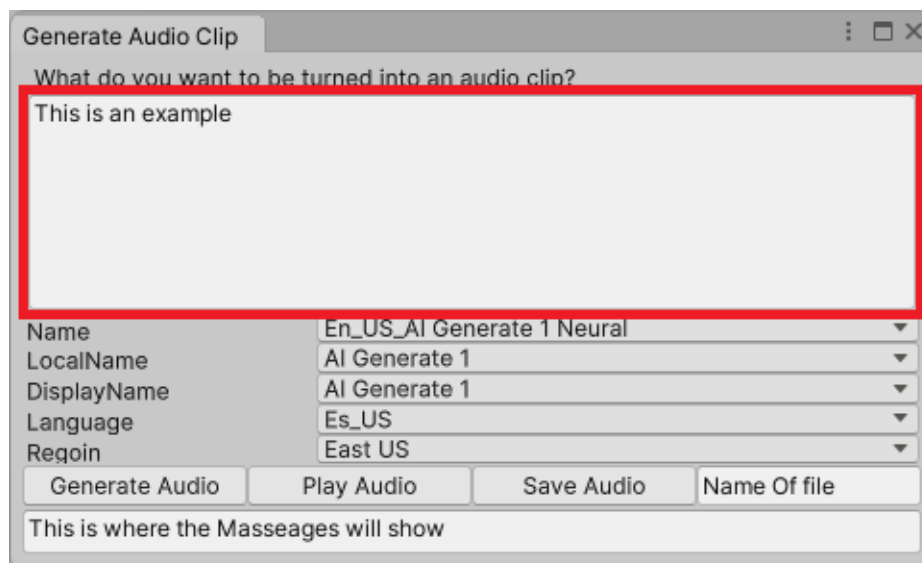 Generate Audio Clip
What do you want to be turned into an audio clip?
This is an example
Name En_US_AI Generate 1 Neural
LocalName AI Generate 1
DisplayName AI Generate 1
Language Es_US
Regoin East US
Generate Audio Play Audio Save Audio Name Of file
This is where the Masseages will show